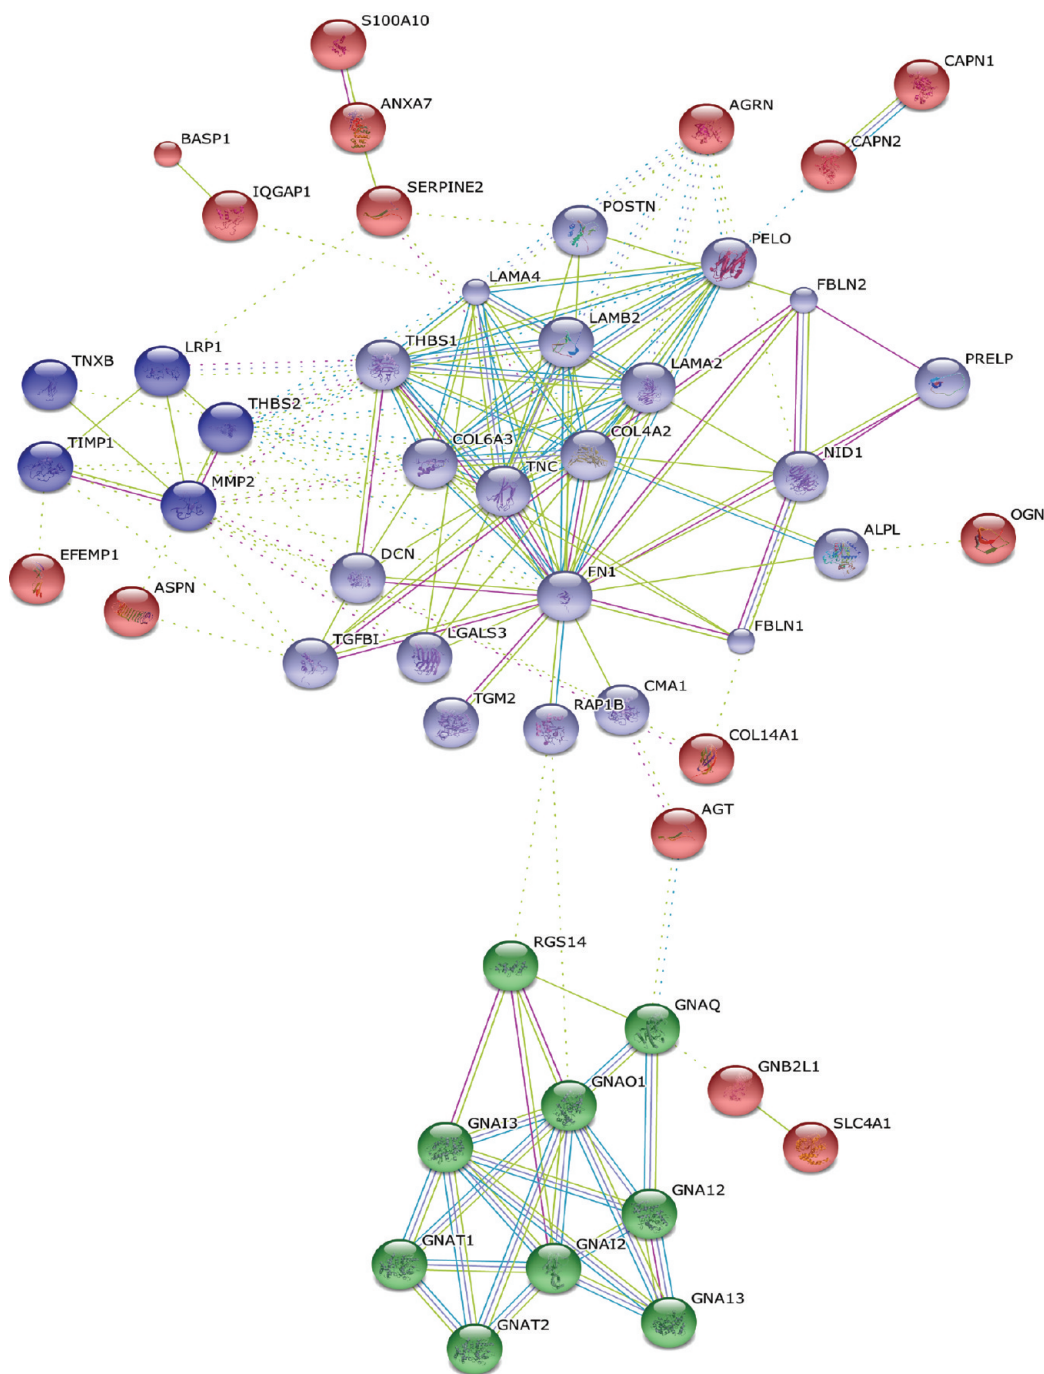 S100A10
CAPN1
AGRN
ANXA7
BASP1
CAPN2
IQGAP1
SERPINE2
POSTN
PELO
LAMA4
FBLN2
LAMB2
THBS1
LRP1
TNXB
LAMA2
PRELP
THBS2
TIMP1
COL6A3
COL4A2
NID1
TNC
MMP2
OGN
ALPL
EFEMP1
DCN
FN1
ASPN
FBLN1
TGFBI
LGALS3
CMA1
TGM2
RAP1B
COL14A1
AGT
RGS14
GNAQ
GNB2L1
GNAO1
SLC4A1
GNAI3
GNA12
GNAT1
GNAI2
GNA13
GNAT2